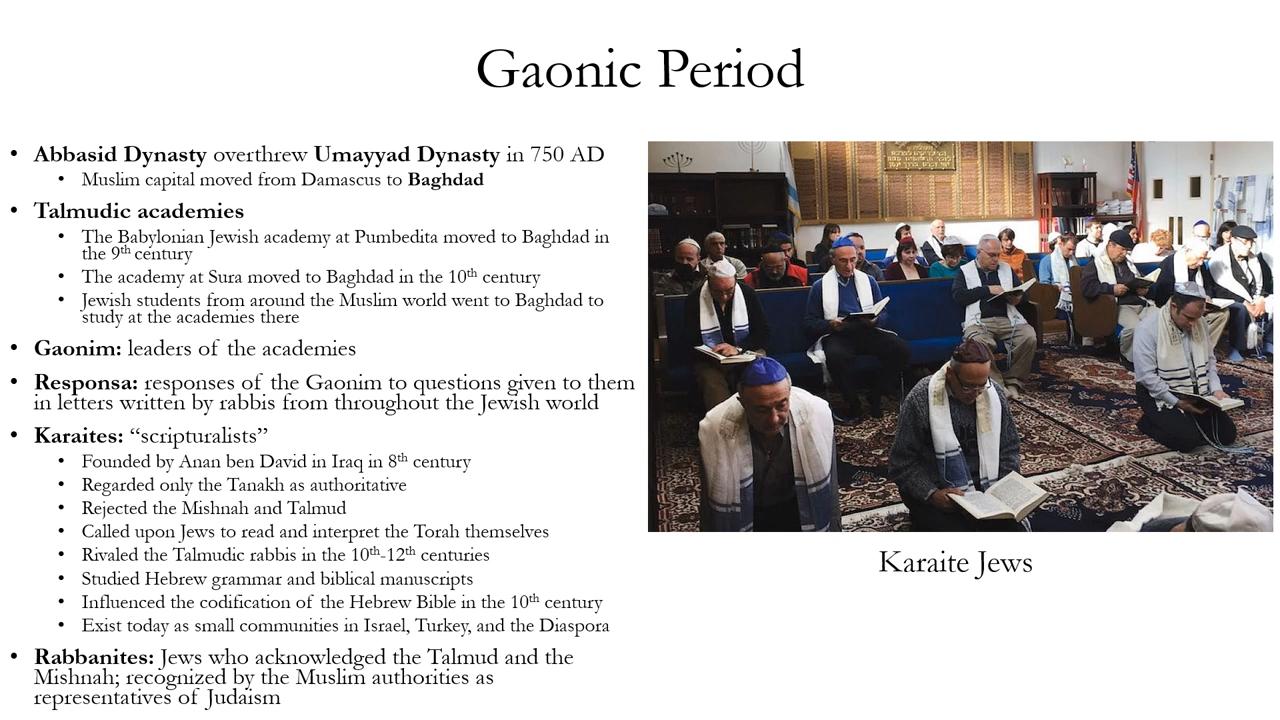 Gaonic Period
• Abbasid Dynasty overthrew Umayyad Dynasty in 750 AD
• Muslim capital moved from Damascus to Baghdad
• Talmudic academies
• The Babylonian Jewish academy at Pumbedita moved to Baghdad in
the 9th century
• The academy at Sura moved to Baghdad in the 10th century
• Jewish students from around the Muslim world went to Baghdad to
study at the academies there
• Gaonim: leaders of the academies
• Responsa: responses of the Gaonim to questions given to them
in letters written by rabbis from throughout the Jewish world
• Karaites: “scripturalists”
• Founded by Anan ben David in Iraq in 8th century
• Regarded only the Tanakh as authoritative
• Rejected the Mishnah and Talmud
• Called upon Jews to read and interpret the Torah themselves
• Rivaled the Talmudic rabbis in the 10th-12th centuries
• Studied Hebrew grammar and biblical manuscripts
• Influenced the codification of the Hebrew Bible in the 10th century
• Exist today as small communities in Israel, Turkey, and the Diaspora
• Rabbanites: Jews who acknowledged the Talmud and the
Mishnah; recognized by the Muslim authorities as
representatives of Judaism
Karaite Jews